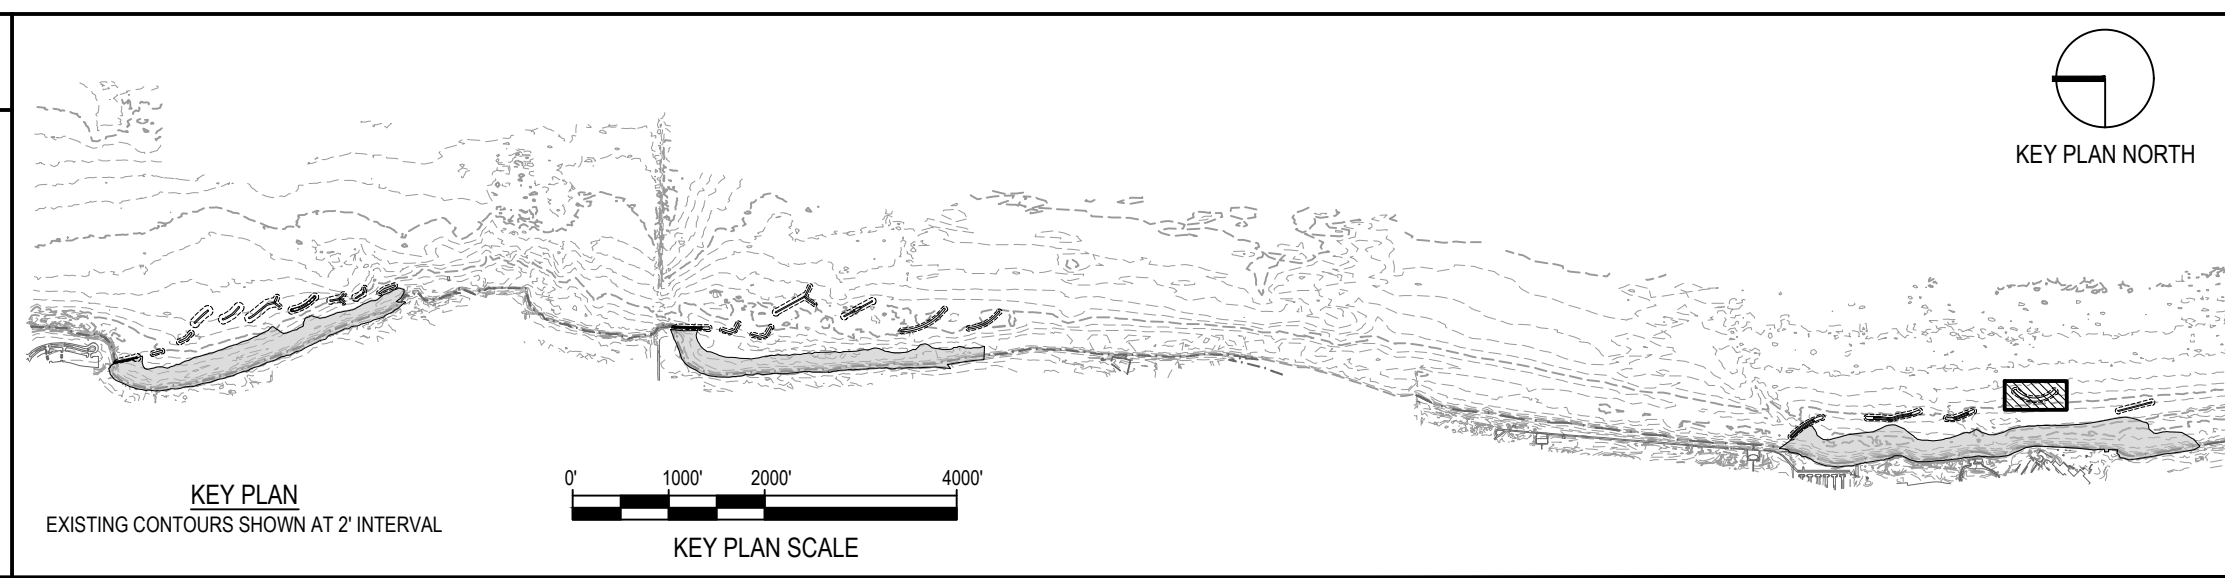 KEY PLAN NORTH
KEY PLAN
EXISTING CONTOURS SHOWN AT 2' INTERVAL
0' 1000' 2000' 4000'
KEY PLAN SCALE